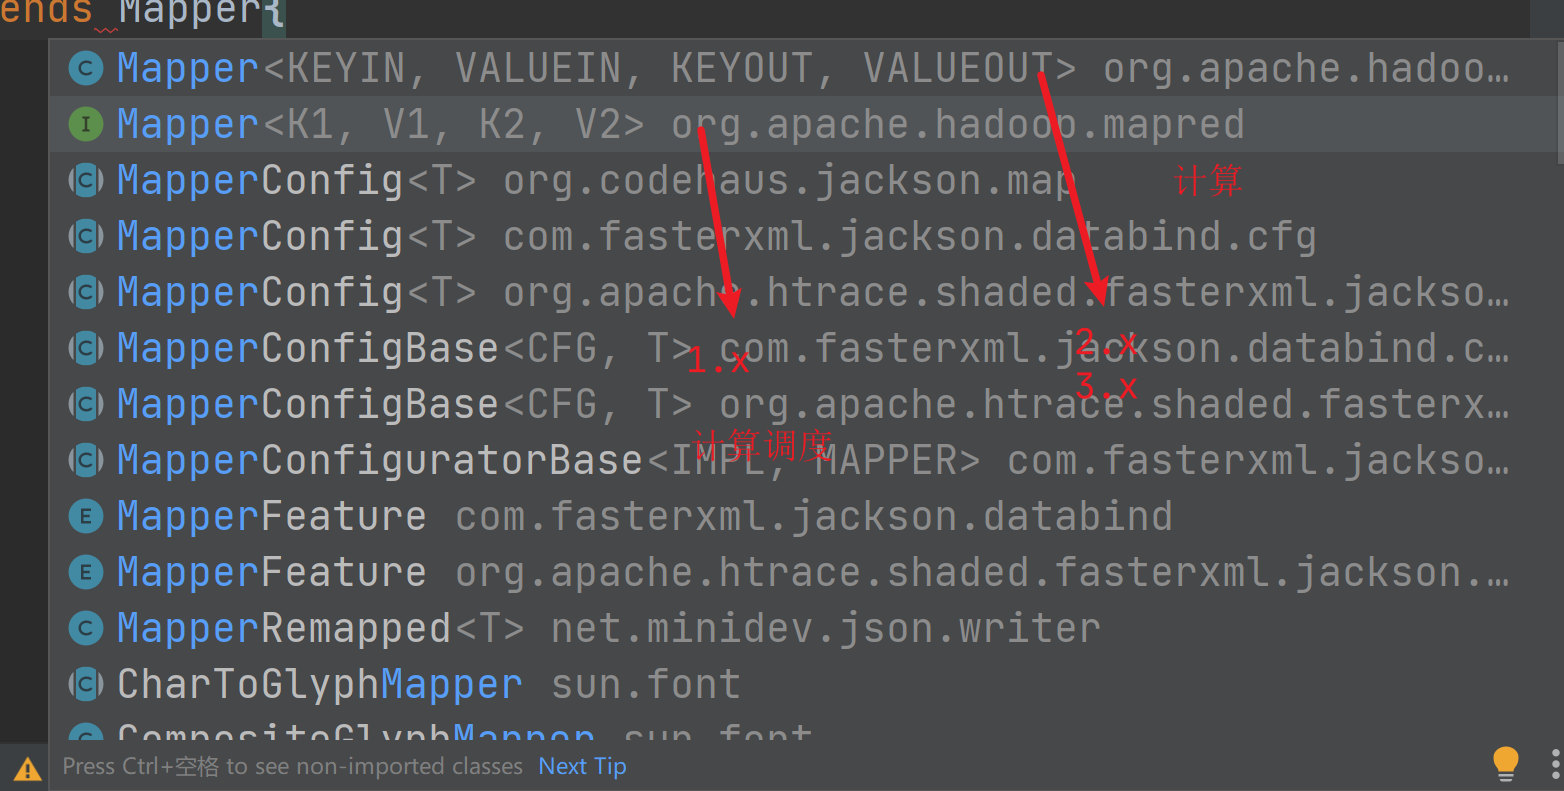 ends Mapper{
Mapper<KEYIN, VALUEIN, KEYOUT, VALUEOUT> org.apache.hadoo…
Mapper<K1, V1, K2, V2> org.apache.hadoop.mapred
MapperConfig<T> org.codehaus.jackson.map
计算
MapperConfig<T> com.fasterxml.jackson.databind.cfg
MapperConfig<T> org.apache.htrace.shaded.fasterxml.jackso…
MapperConfigBase<CFG, T> com.fasterxml.jackson.databind.c…
1.x
2.x
3.x
MapperConfigBase<CFG, T> org.apache.htrace.shaded.fasterx…
计算调度
MapperConfiguratorBase<IMPL, MAPPER> com.fasterxml.jackso…
MapperFeature com.fasterxml.jackson.databind
MapperFeature org.apache.htrace.shaded.fasterxml.jackson.…
MapperRemapped<T> net.minidev.json.writer
CharToGlyphMapper sun.font
CompositeGlyphMapper sun.font
Press Ctrl+空格 to see non-imported classes Next Tip